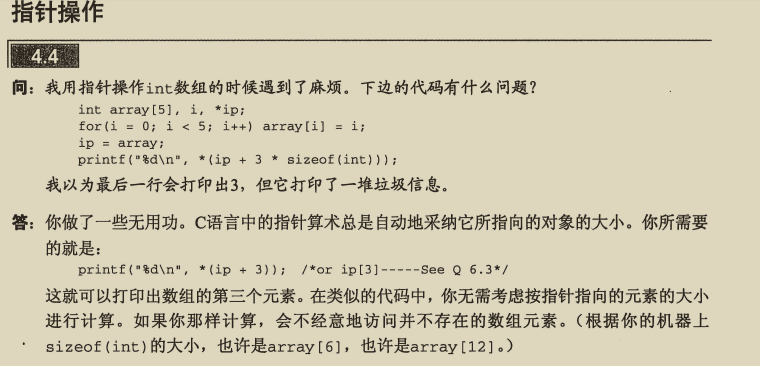 指针操作
4.4
问：我用指针操作int数组的时候遇到了麻烦。下边的代码有什么问题？
int array[5], i, *ip;
for(i = 0; i < 5; i++) array[i] = i;
ip = array;
printf("%d\n", *(ip + 3 * sizeof(int)));
我以为最后一行会打印出3，但它打印了一堆垃圾信息。
答：你做了一些无用功。C语言中的指针算术总是自动地采纳它所指向的对象的大小。你所需要
的就是：
printf("%d\n", *(ip + 3)); /*or ip[3]-----See Q 6.3*/
这就可以打印出数组的第三个元素。在类似的代码中，你无需考虑按指针指向的元素的大小
进行计算。如果你那样计算，会不经意地访问并不存在的数组元素。（根据你的机器上
sizeof(int)的大小，也许是array[6]，也许是array[12]。）